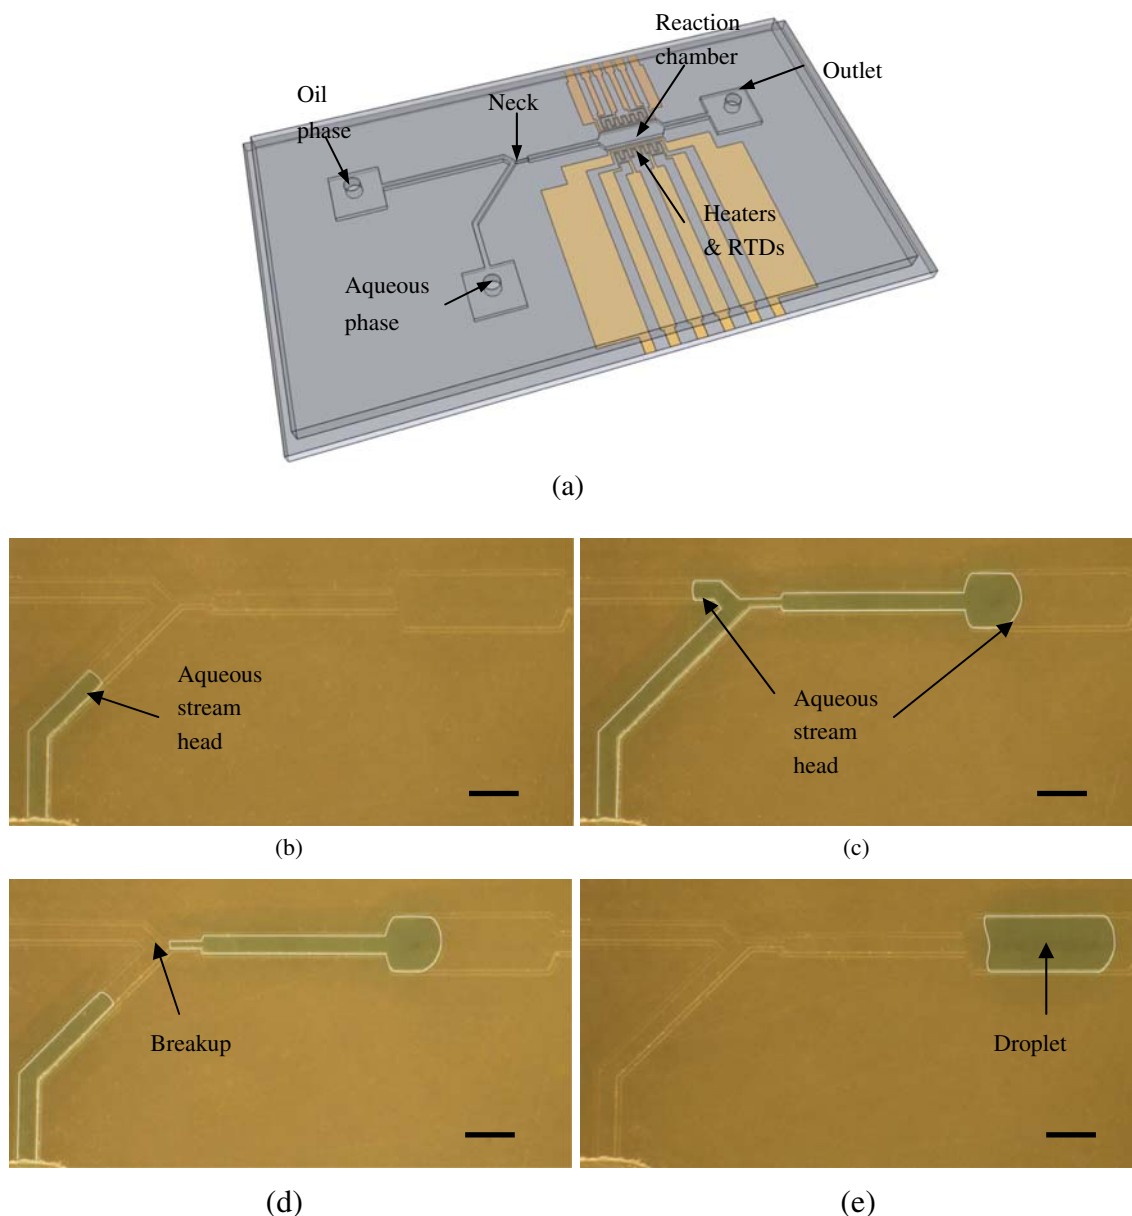 Reaction
chamber
Outlet
Oil
phase
Neck
Heaters
& RTDs
Aqueous
phase
(a)
Aqueous
stream
head
(b)
Aqueous
stream
head
(c)
Breakup
(d)
Droplet
(e)